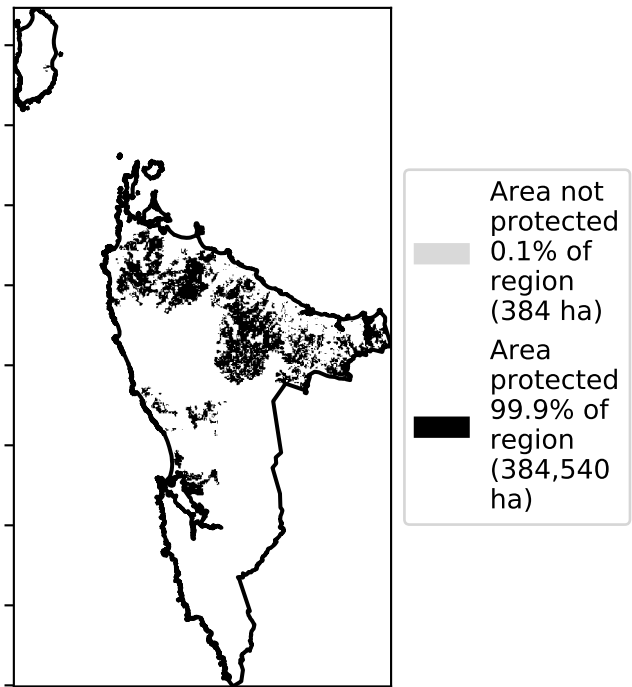 Area not
protected
0.1% of
region
(384 ha)
Area
protected
99.9% of
region
(384,540
ha)